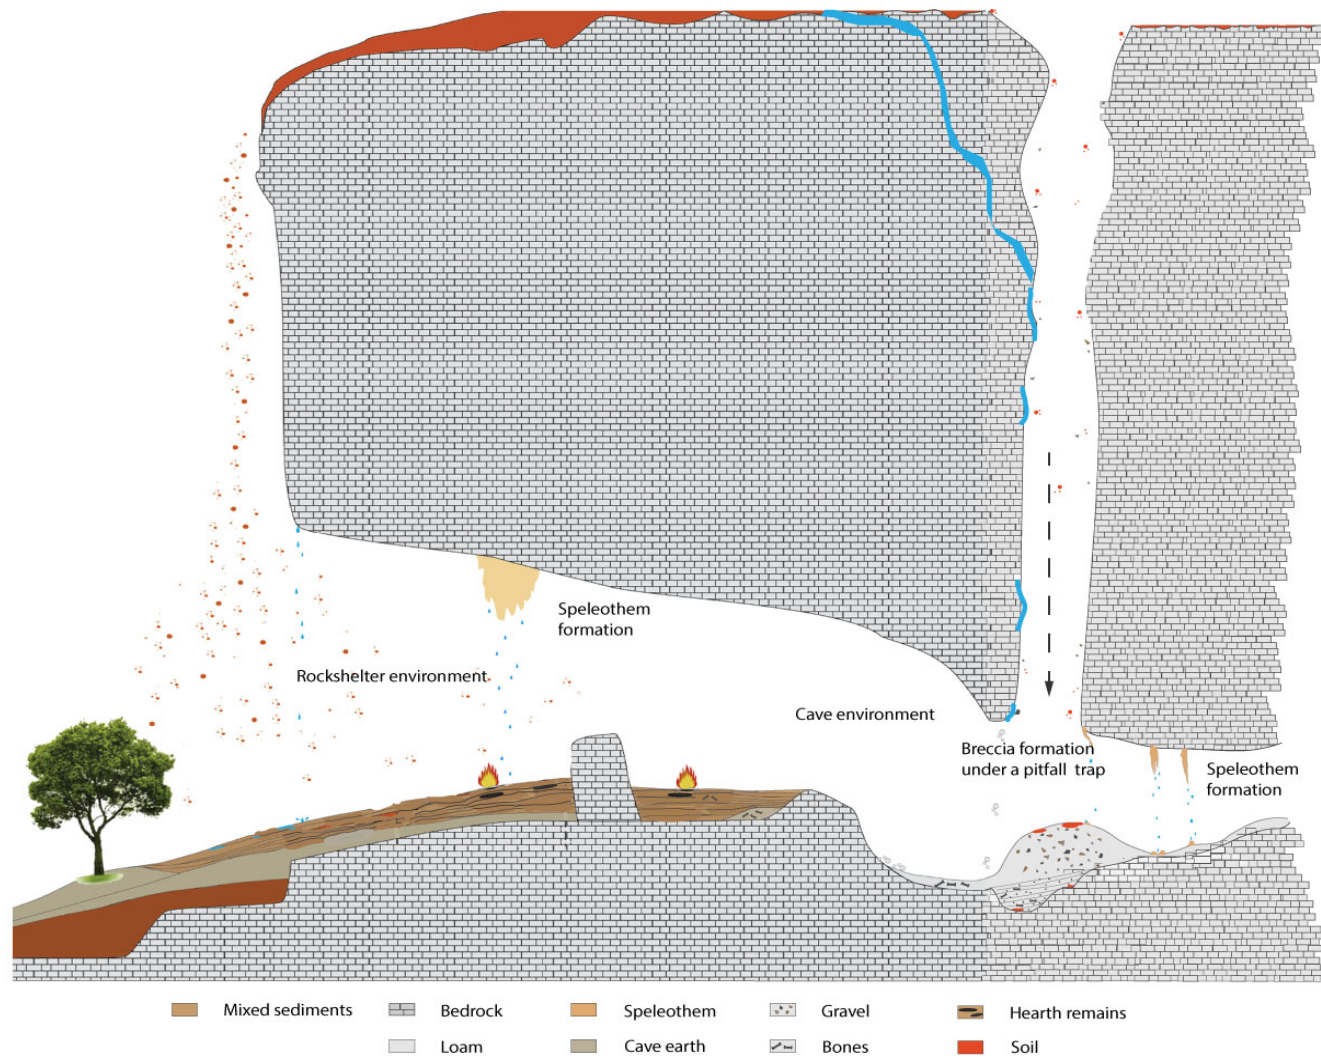 Speleothem
formation
Rockshelter environment
Cave environment
Breccia formation
under a pitfall trap
Speleothem
formation
Mixed sediments
Bedrock
Speleothem
Gravel
Hearth remains
Loam
Cave earth
Bones
Soil